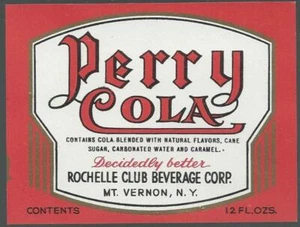 Perry
COLA
CONTAINS COLA BLENDED WITH NATURAL FLAVORS, CANE
SUGAR, CARBONATED WATER AND CARAMEL.
Decidedly better
ROCHELLE CLUB BEVERAGE CORP.
MT. VERNON, N.Y.
CONTENTS 12 FL. OZS.